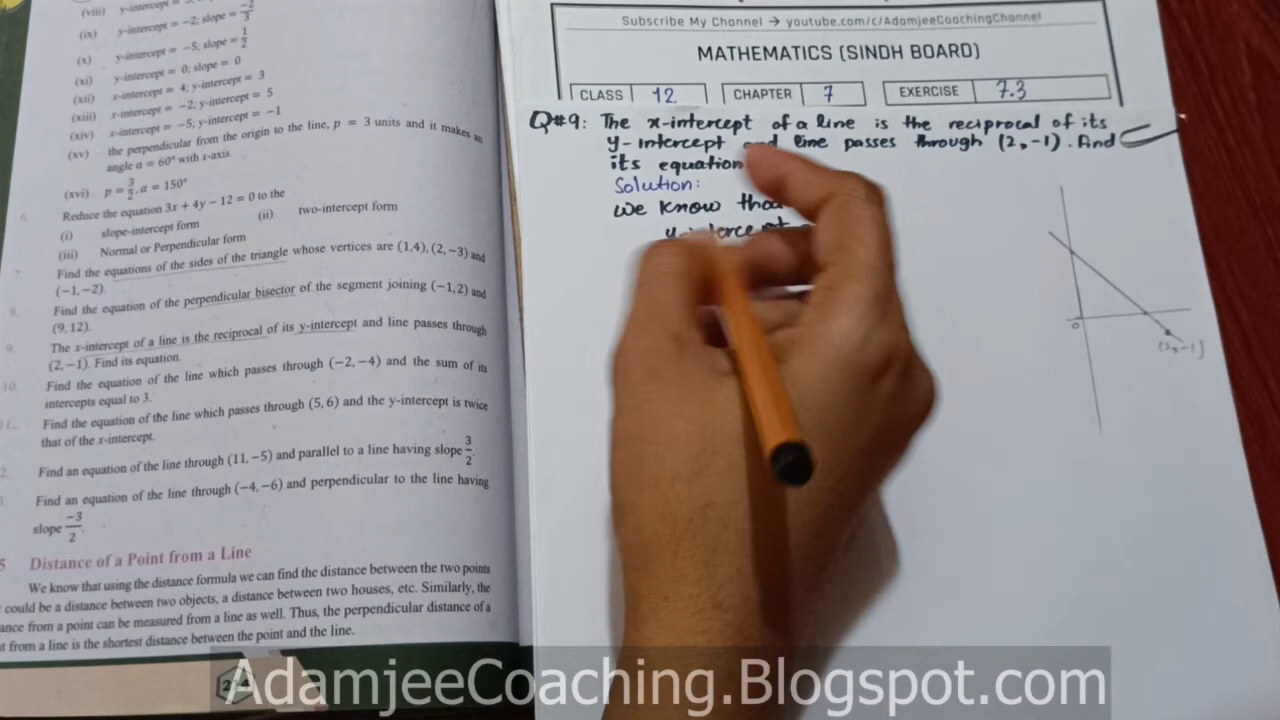 (viii) y-intercept =
(ix) y-intercept = −2; slope = −2/3
(x) y-intercept = −5; slope = 1/2
(xi) y-intercept = 0; slope = 0
(xii) x-intercept = 4; y-intercept = 3
(xiii) x-intercept = −2; y-intercept = 5
(xiv) x-intercept = −5; y-intercept = −1
(xv) the perpendicular from the origin to the line, p = 3 units and it makes an
angle α = 60° with x-axis.
(xvi) p = 3/2, α = 150°
6. Reduce the equation 3x + 4y − 12 = 0 to the
(i) slope-intercept form (ii) two-intercept form
(iii) Normal or Perpendicular form
7. Find the equations of the sides of the triangle whose vertices are (1,4), (2,−3) and
(−1,−2).
8. Find the equation of the perpendicular bisector of the segment joining (−1,2) and
(9,12).
9. The x-intercept of a line is the reciprocal of its y-intercept and line passes through
(2,−1). Find its equation.
10. Find the equation of the line which passes through (−2,−4) and the sum of its
intercepts equal to 3.
11. Find the equation of the line which passes through (5,6) and the y-intercept is twice
that of the x-intercept.
2. Find an equation of the line through (11,−5) and parallel to a line having slope 3/2.
Find an equation of the line through (−4,−6) and perpendicular to the line having
slope −3/2.
5 Distance of a Point from a Line
We know that using the distance formula we can find the distance between the two points
could be a distance between two objects, a distance between two houses, etc. Similarly, the
ance from a point can be measured from a line as well. Thus, the perpendicular distance of a
t from a line is the shortest distance between the point and the line.
Subscribe My Channel → youtube.com/c/AdamjeeCoachingChannel
MATHEMATICS (SINDH BOARD)
CLASS 12 CHAPTER 7 EXERCISE 7.3
Q#9: The x-intercept of a line is the reciprocal of its
y-intercept and line passes through (2,-1). Find
its equation
Solution:
we know that
y-intercept
o
(2,-1)
AdamjeeCoaching.Blogspot.com